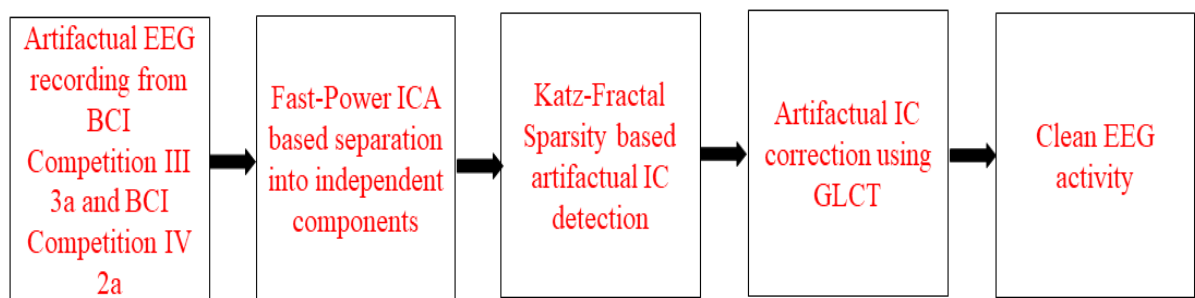 Artifactual EEG
recording from
BCI
Competition III
3a and BCI
Competition IV
2a
Fast-Power ICA
based separation
into independent
components
Katz-Fractal
Sparsity based
artifactual IC
detection
Artifactual IC
correction using
GLCT
Clean EEG
activity